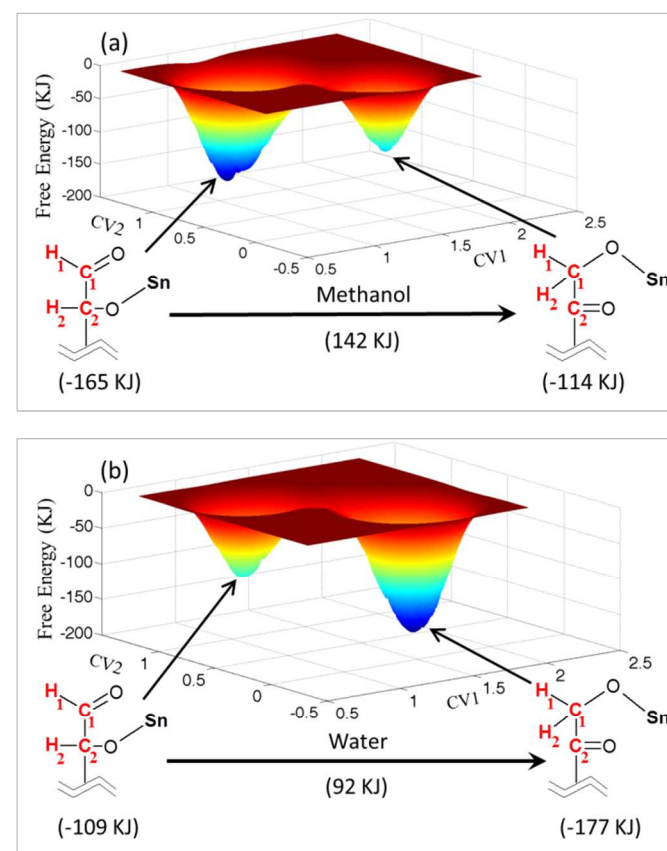 (a)
0
-50
-100
-150
-200
Free Energy (KJ)
CV2
1
0.5
0
-0.5
0.5
1
1.5
2
2.5
CV1
H1 C1 O
H2 C2 O Sn
Methanol
(142 KJ)
H1 C1 O Sn
H2 C2 O
(-165 KJ)
(-114 KJ)
(b)
0
-50
-100
-150
-200
Free Energy (KJ)
CV2
1
0.5
0
-0.5
0.5
1
1.5
2
2.5
CV1
H1 C1 O
H2 C2 O Sn
Water
(92 KJ)
H1 C1 O Sn
H2 C2 O
(-109 KJ)
(-177 KJ)